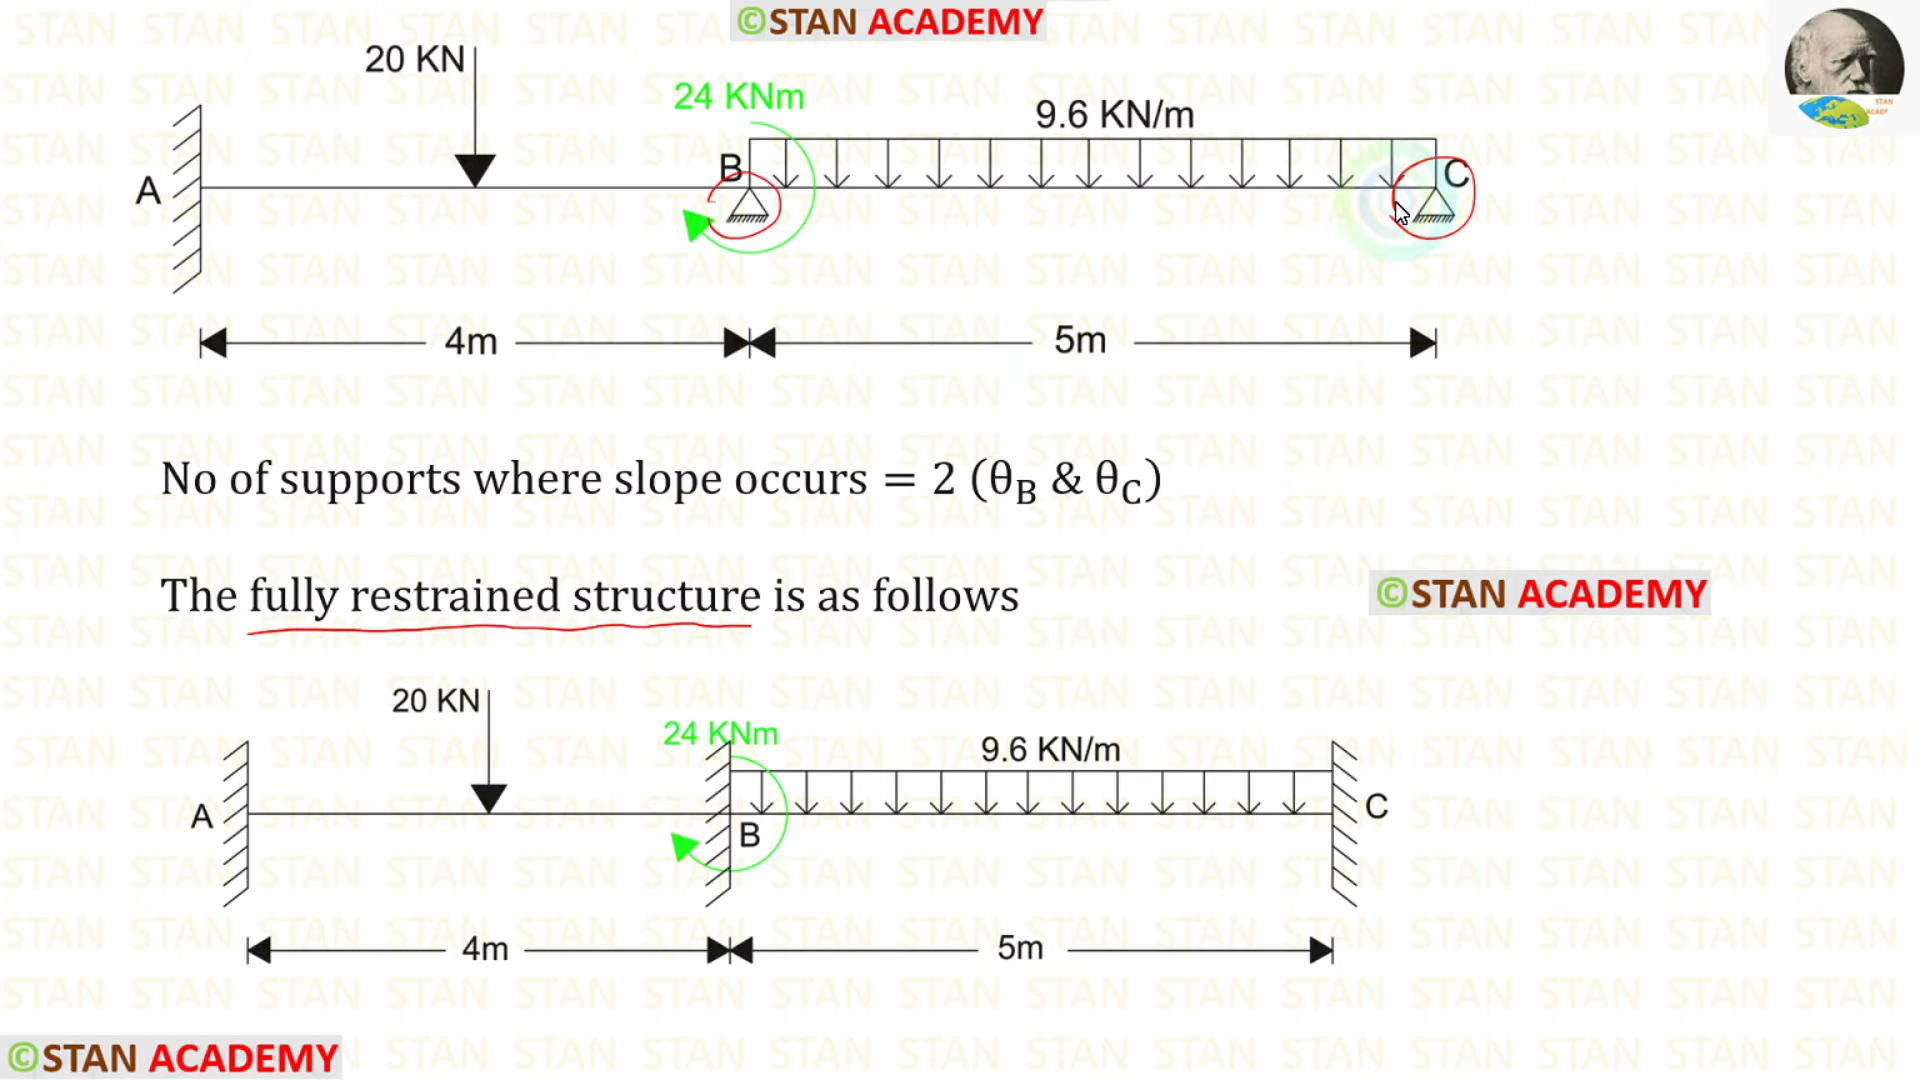 ©STAN ACADEMY
20 KN
24 KNm
9.6 KN/m
A
B
C
4m
5m
STAN
ACADF
No of supports where slope occurs = 2 (θB & θC)
The fully restrained structure is as follows
©STAN ACADEMY
20 KN
24 KNm
9.6 KN/m
A
B
C
4m
5m
©STAN ACADEMY